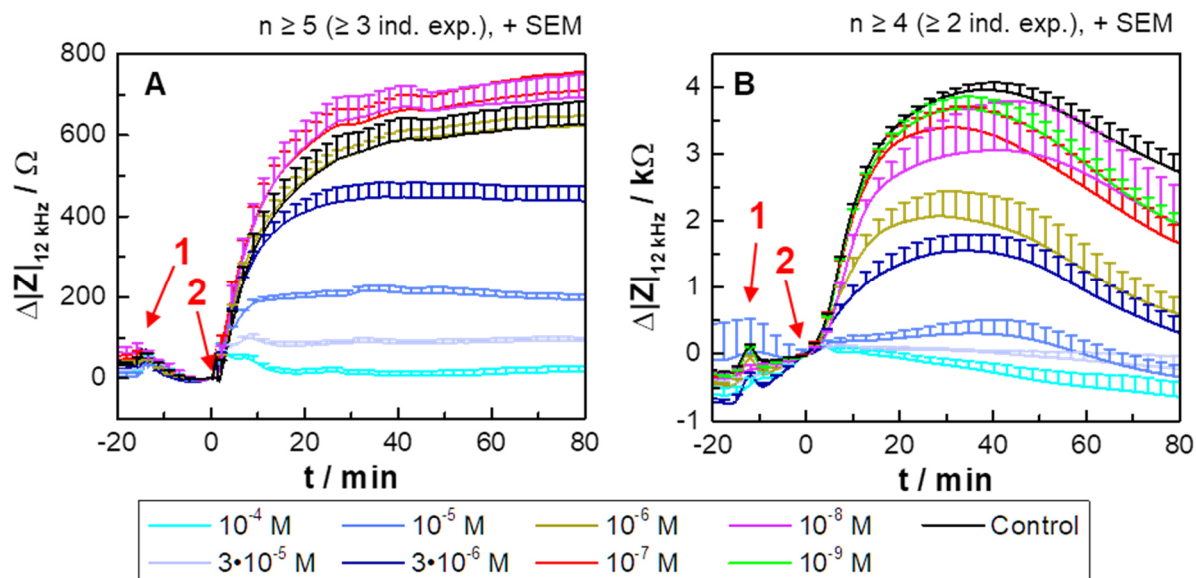 n ≥ 5 (≥ 3 ind. exp.), + SEM
n ≥ 4 (≥ 2 ind. exp.), + SEM
A
Δ|Z|12 kHz / Ω
800
600
400
200
0
1
2
-20 0 20 40 60 80
t / min
B
Δ|Z|12 kHz / kΩ
4
3
2
1
0
-1
1
2
-20 0 20 40 60 80
t / min
10⁻⁴ M 10⁻⁵ M 10⁻⁶ M 10⁻⁸ M Control
3•10⁻⁵ M 3•10⁻⁶ M 10⁻⁷ M 10⁻⁹ M